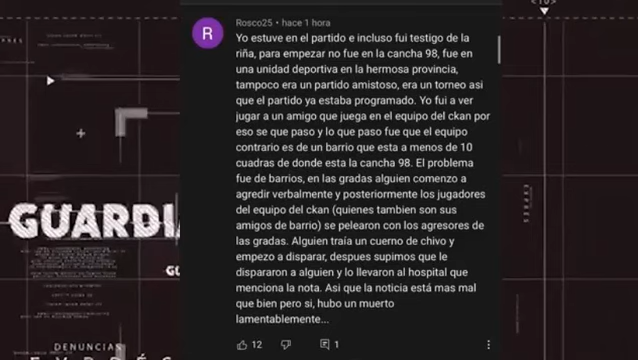 Rosco25 • hace 1 hora
Yo estuve en el partido e incluso fui testigo de la
riña, para empezar no fue en la cancha 98, fue en
una unidad deportiva en la hermosa provincia,
tampoco era un partido amistoso, era un torneo asi
que el partido ya estaba programado. Yo fui a ver
jugar a un amigo que juega en el equipo del ckan por
eso se que paso y lo que paso fue que el equipo
contrario es de un barrio que esta a menos de 10
cuadras de donde esta la cancha 98. El problema
fue de barrios, en las gradas alguien comenzo a
agredir verbalmente y posteriormente los jugadores
del equipo del ckan (quienes tambien son sus
amigos de barrio) se pelearon con los agresores de
las gradas. Alguien traía un cuerno de chivo y
empezo a disparar, despues supimos que le
dispararon a alguien y lo llevaron al hospital que
menciona la nota. Asi que la noticia está mas mal
que bien pero si, hubo un muerto
lamentablemente...
12
1
R
GUARDI
GU
DENUNCIAS